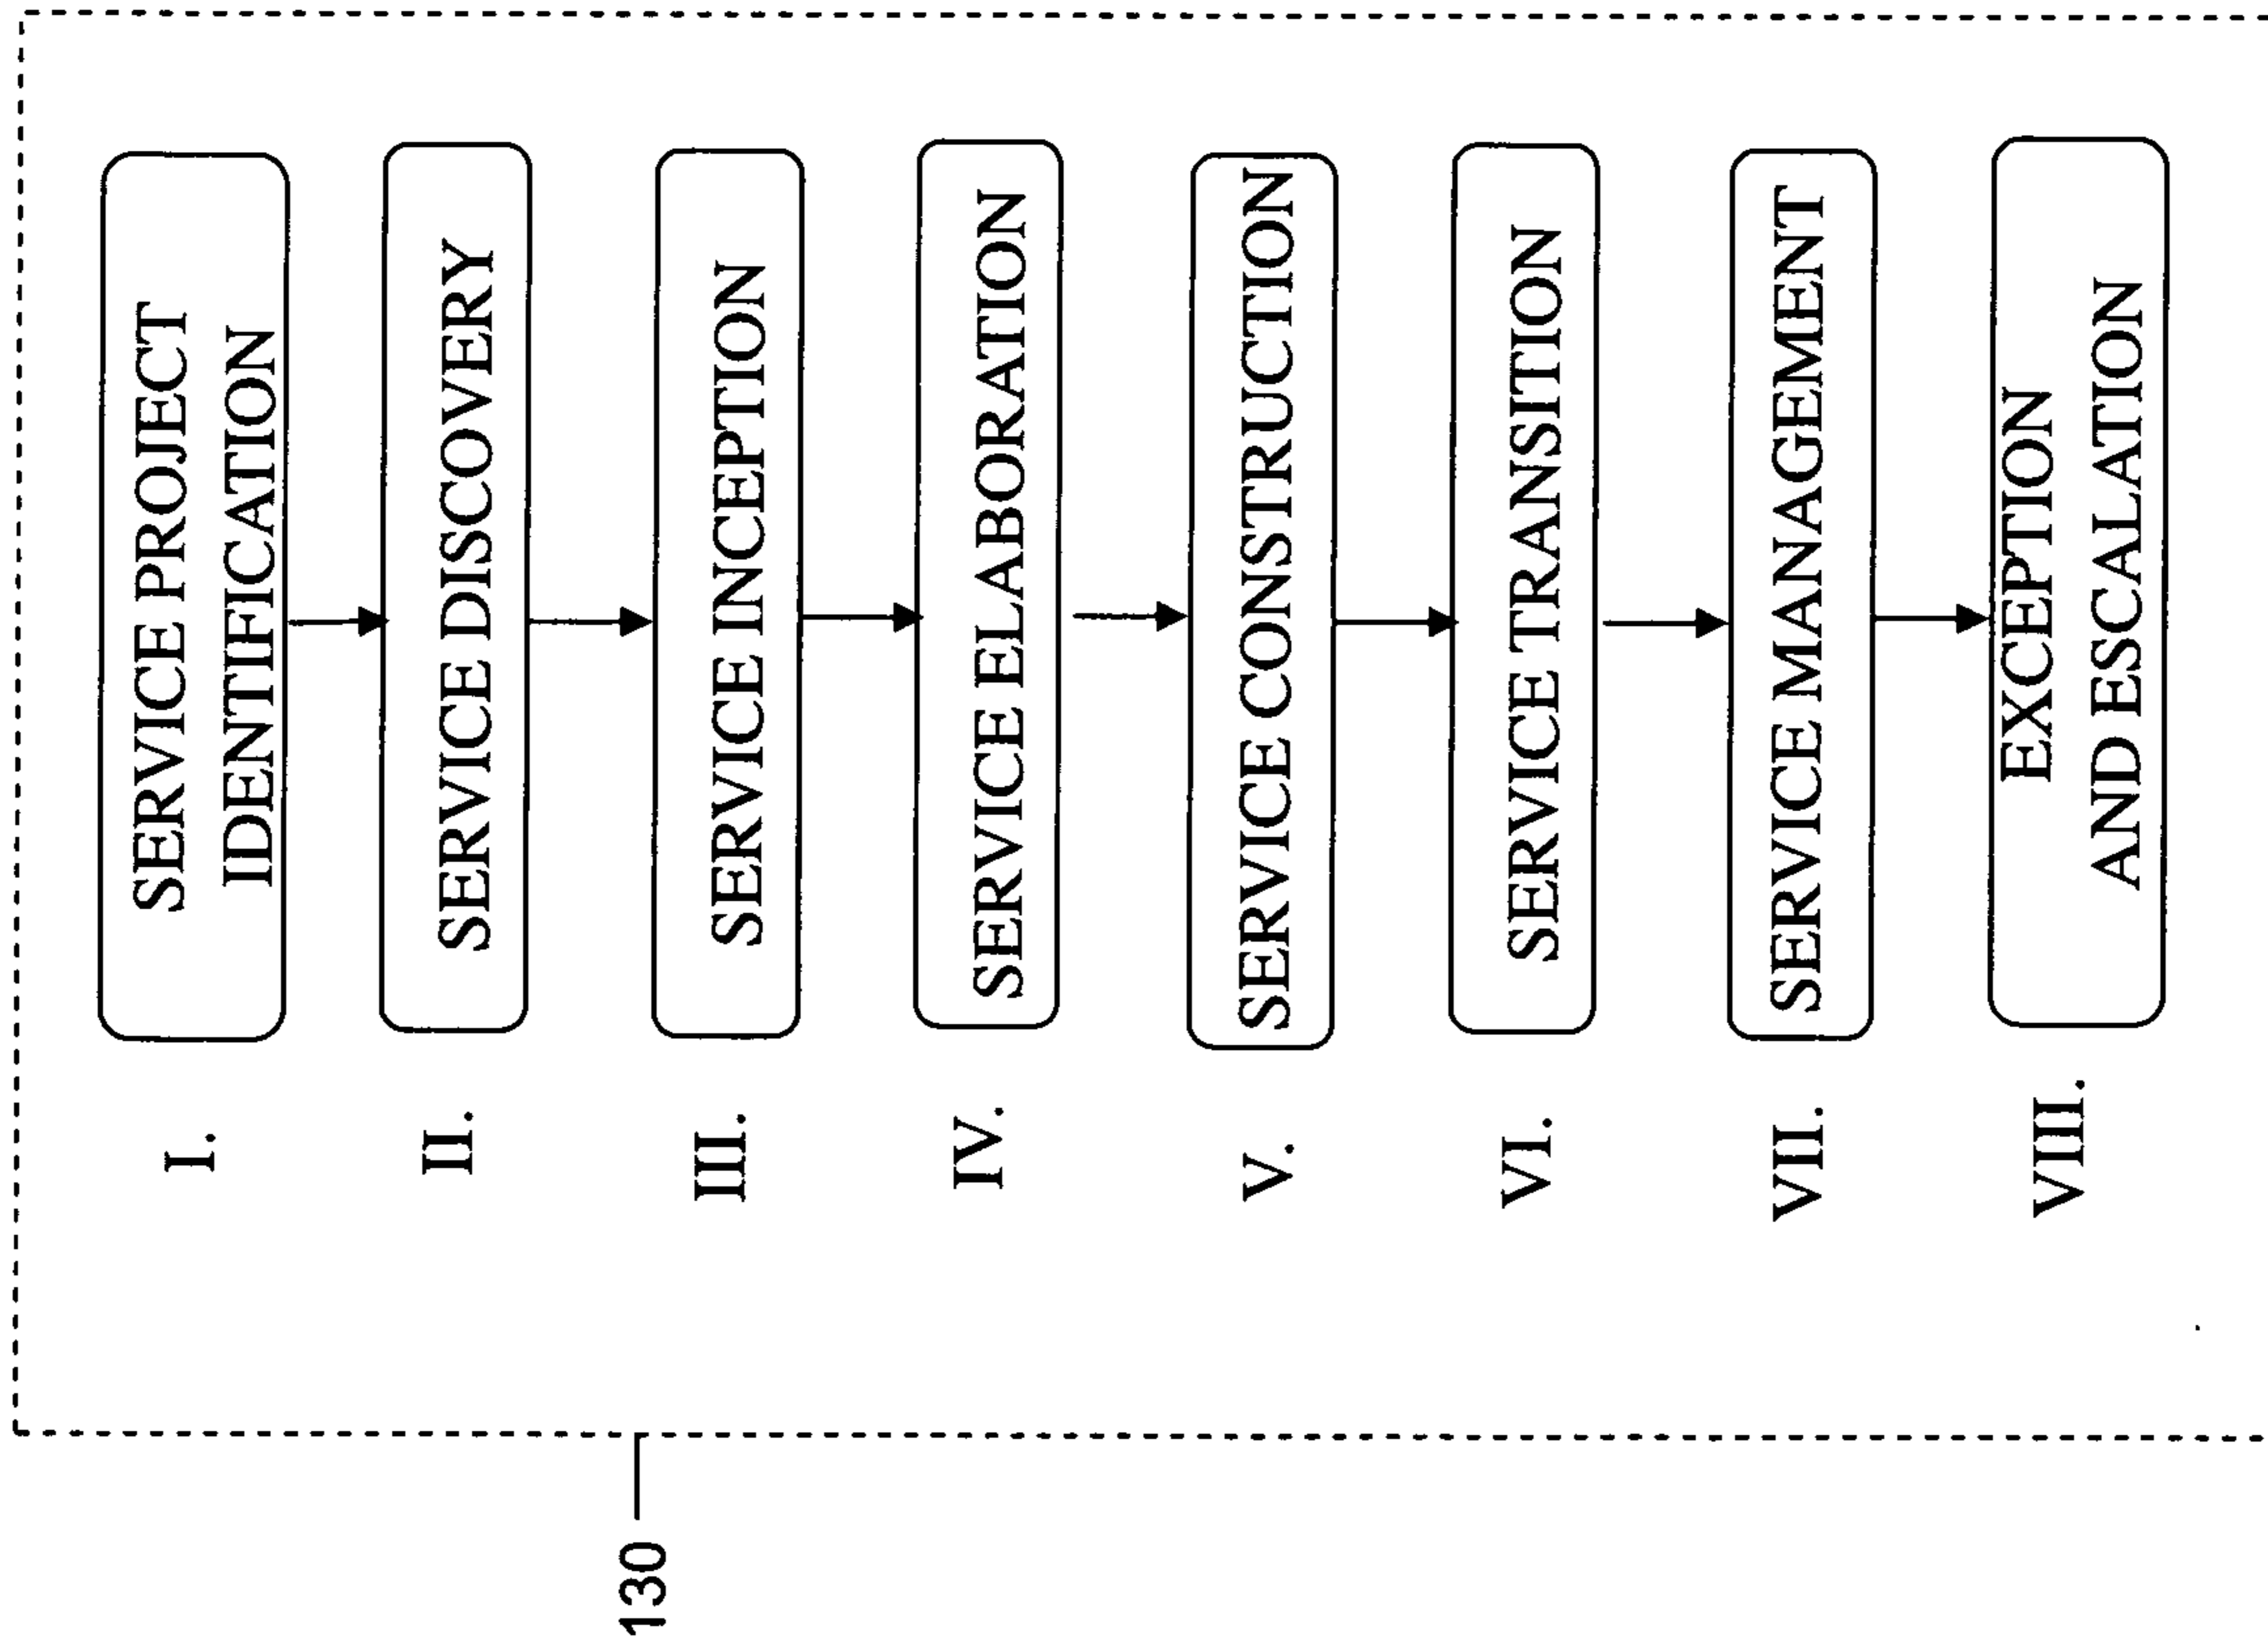 130
I.
SERVICE PROJECT
IDENTIFICATION
II.
SERVICE DISCOVERY
III.
SERVICE INCEPTION
IV.
SERVICE ELABORATION
V.
SERVICE CONSTRUCTION
VI.
SERVICE TRANSITION
VII.
SERVICE MANAGEMENT
VIII.
EXCEPTION
AND ESCALATION